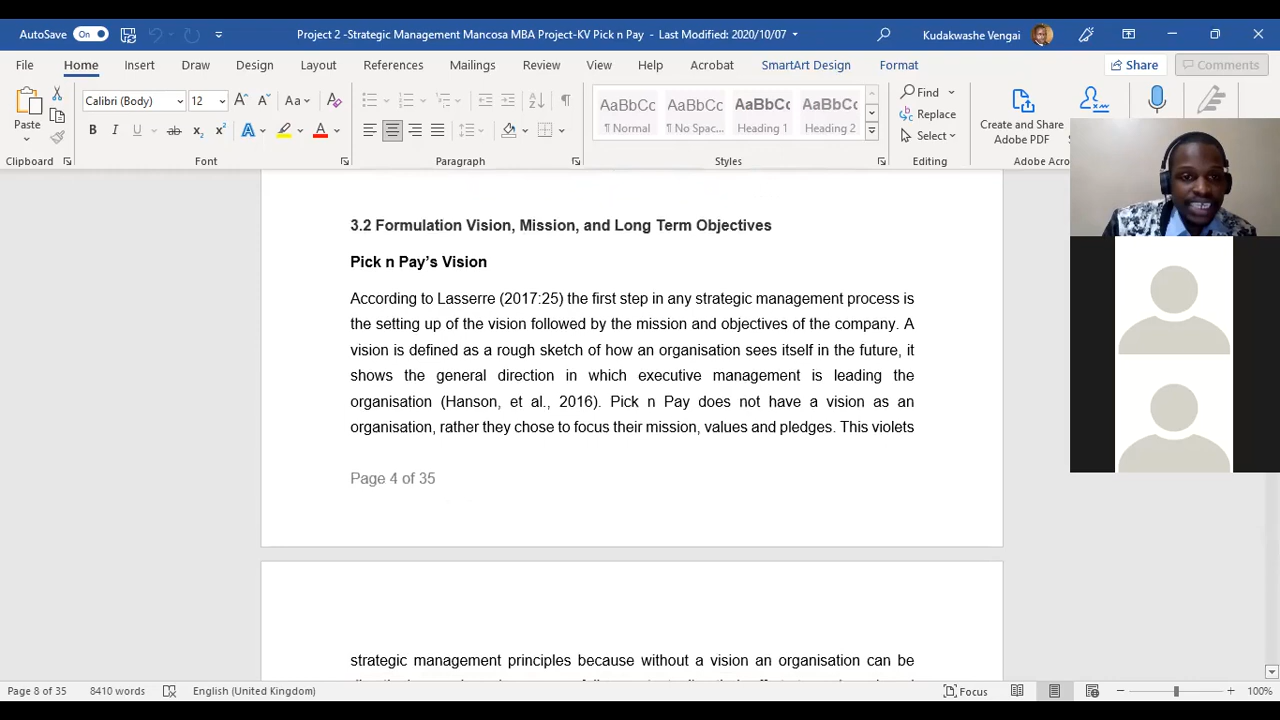 AutoSave On Project 2 -Strategic Management Mancosa MBA Project-KV Pick n Pay - Last Modified: 2020/10/07 Kudakwashe Vengai
File Home Insert Draw Design Layout References Mailings Review View Help Acrobat SmartArt Design Format Share Comments
Paste Calibri (Body) 12 Aa AaBbCc AaBbCc AaBbCc AaBbCc Find
¶ Normal ¶ No Spac... Heading 1 Heading 2 Replace
Select Create and Share
Adobe PDF
Clipboard Font Paragraph Styles Editing Adobe Acro
3.2 Formulation Vision, Mission, and Long Term Objectives
Pick n Pay’s Vision
According to Lasserre (2017:25) the first step in any strategic management process is
the setting up of the vision followed by the mission and objectives of the company. A
vision is defined as a rough sketch of how an organisation sees itself in the future, it
shows the general direction in which executive management is leading the
organisation (Hanson, et al., 2016). Pick n Pay does not have a vision as an
organisation, rather they chose to focus their mission, values and pledges. This violets
Page 4 of 35
strategic management principles because without a vision an organisation can be
Page 8 of 35 8410 words English (United Kingdom) Focus 100%